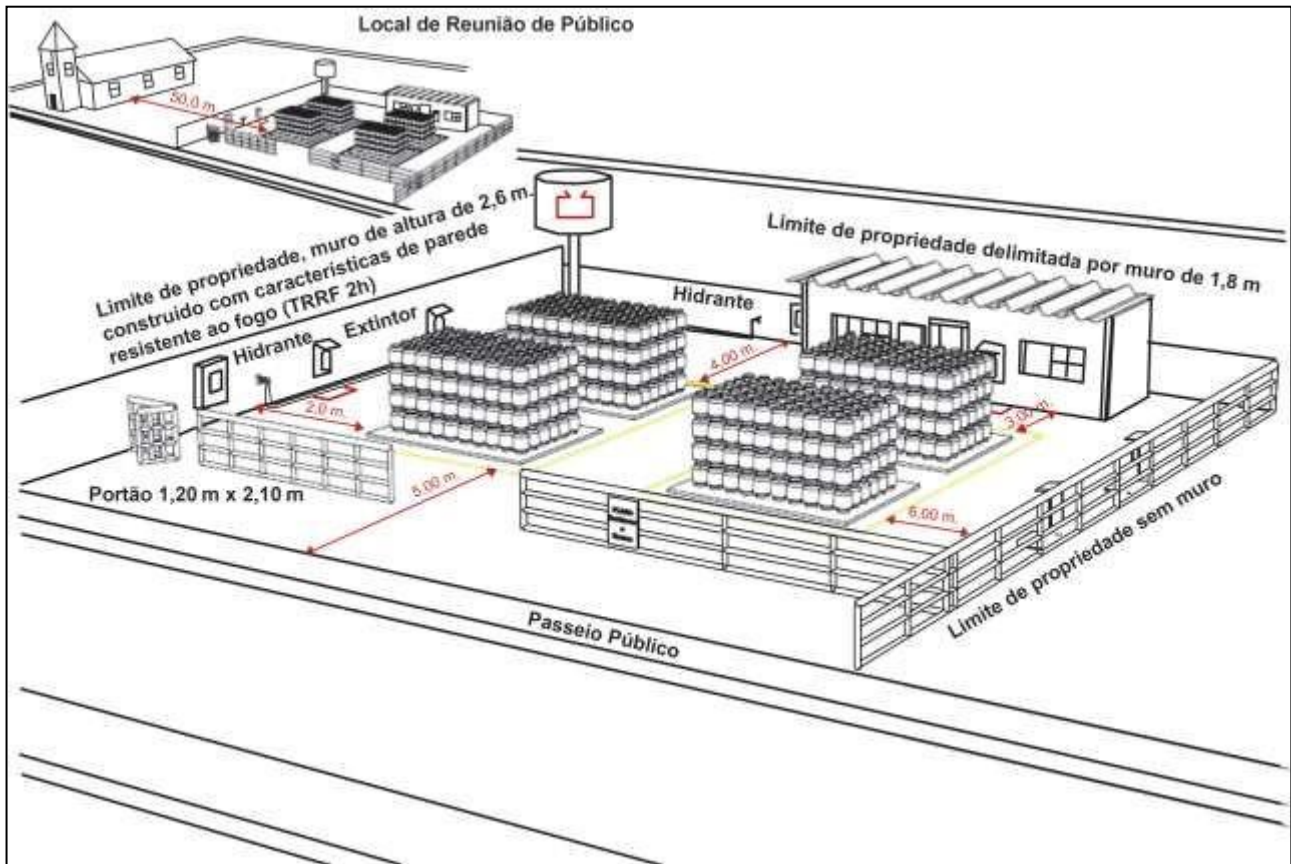 Local de Reunião de Público
50,0 m.
Limite de propriedade, muro de altura de 2,6 m.
construido com características de parede
resistente ao fogo (TRRF 2h)
Limite de propriedade delimitada por muro de 1,8 m
Hidrante
Extintor
Hidrante
4,00 m.
2,0 m.
3,00 m.
Portão 1,20 m x 2,10 m
5,00 m.
6,00 m.
Limite de propriedade sem muro
Passeio Público